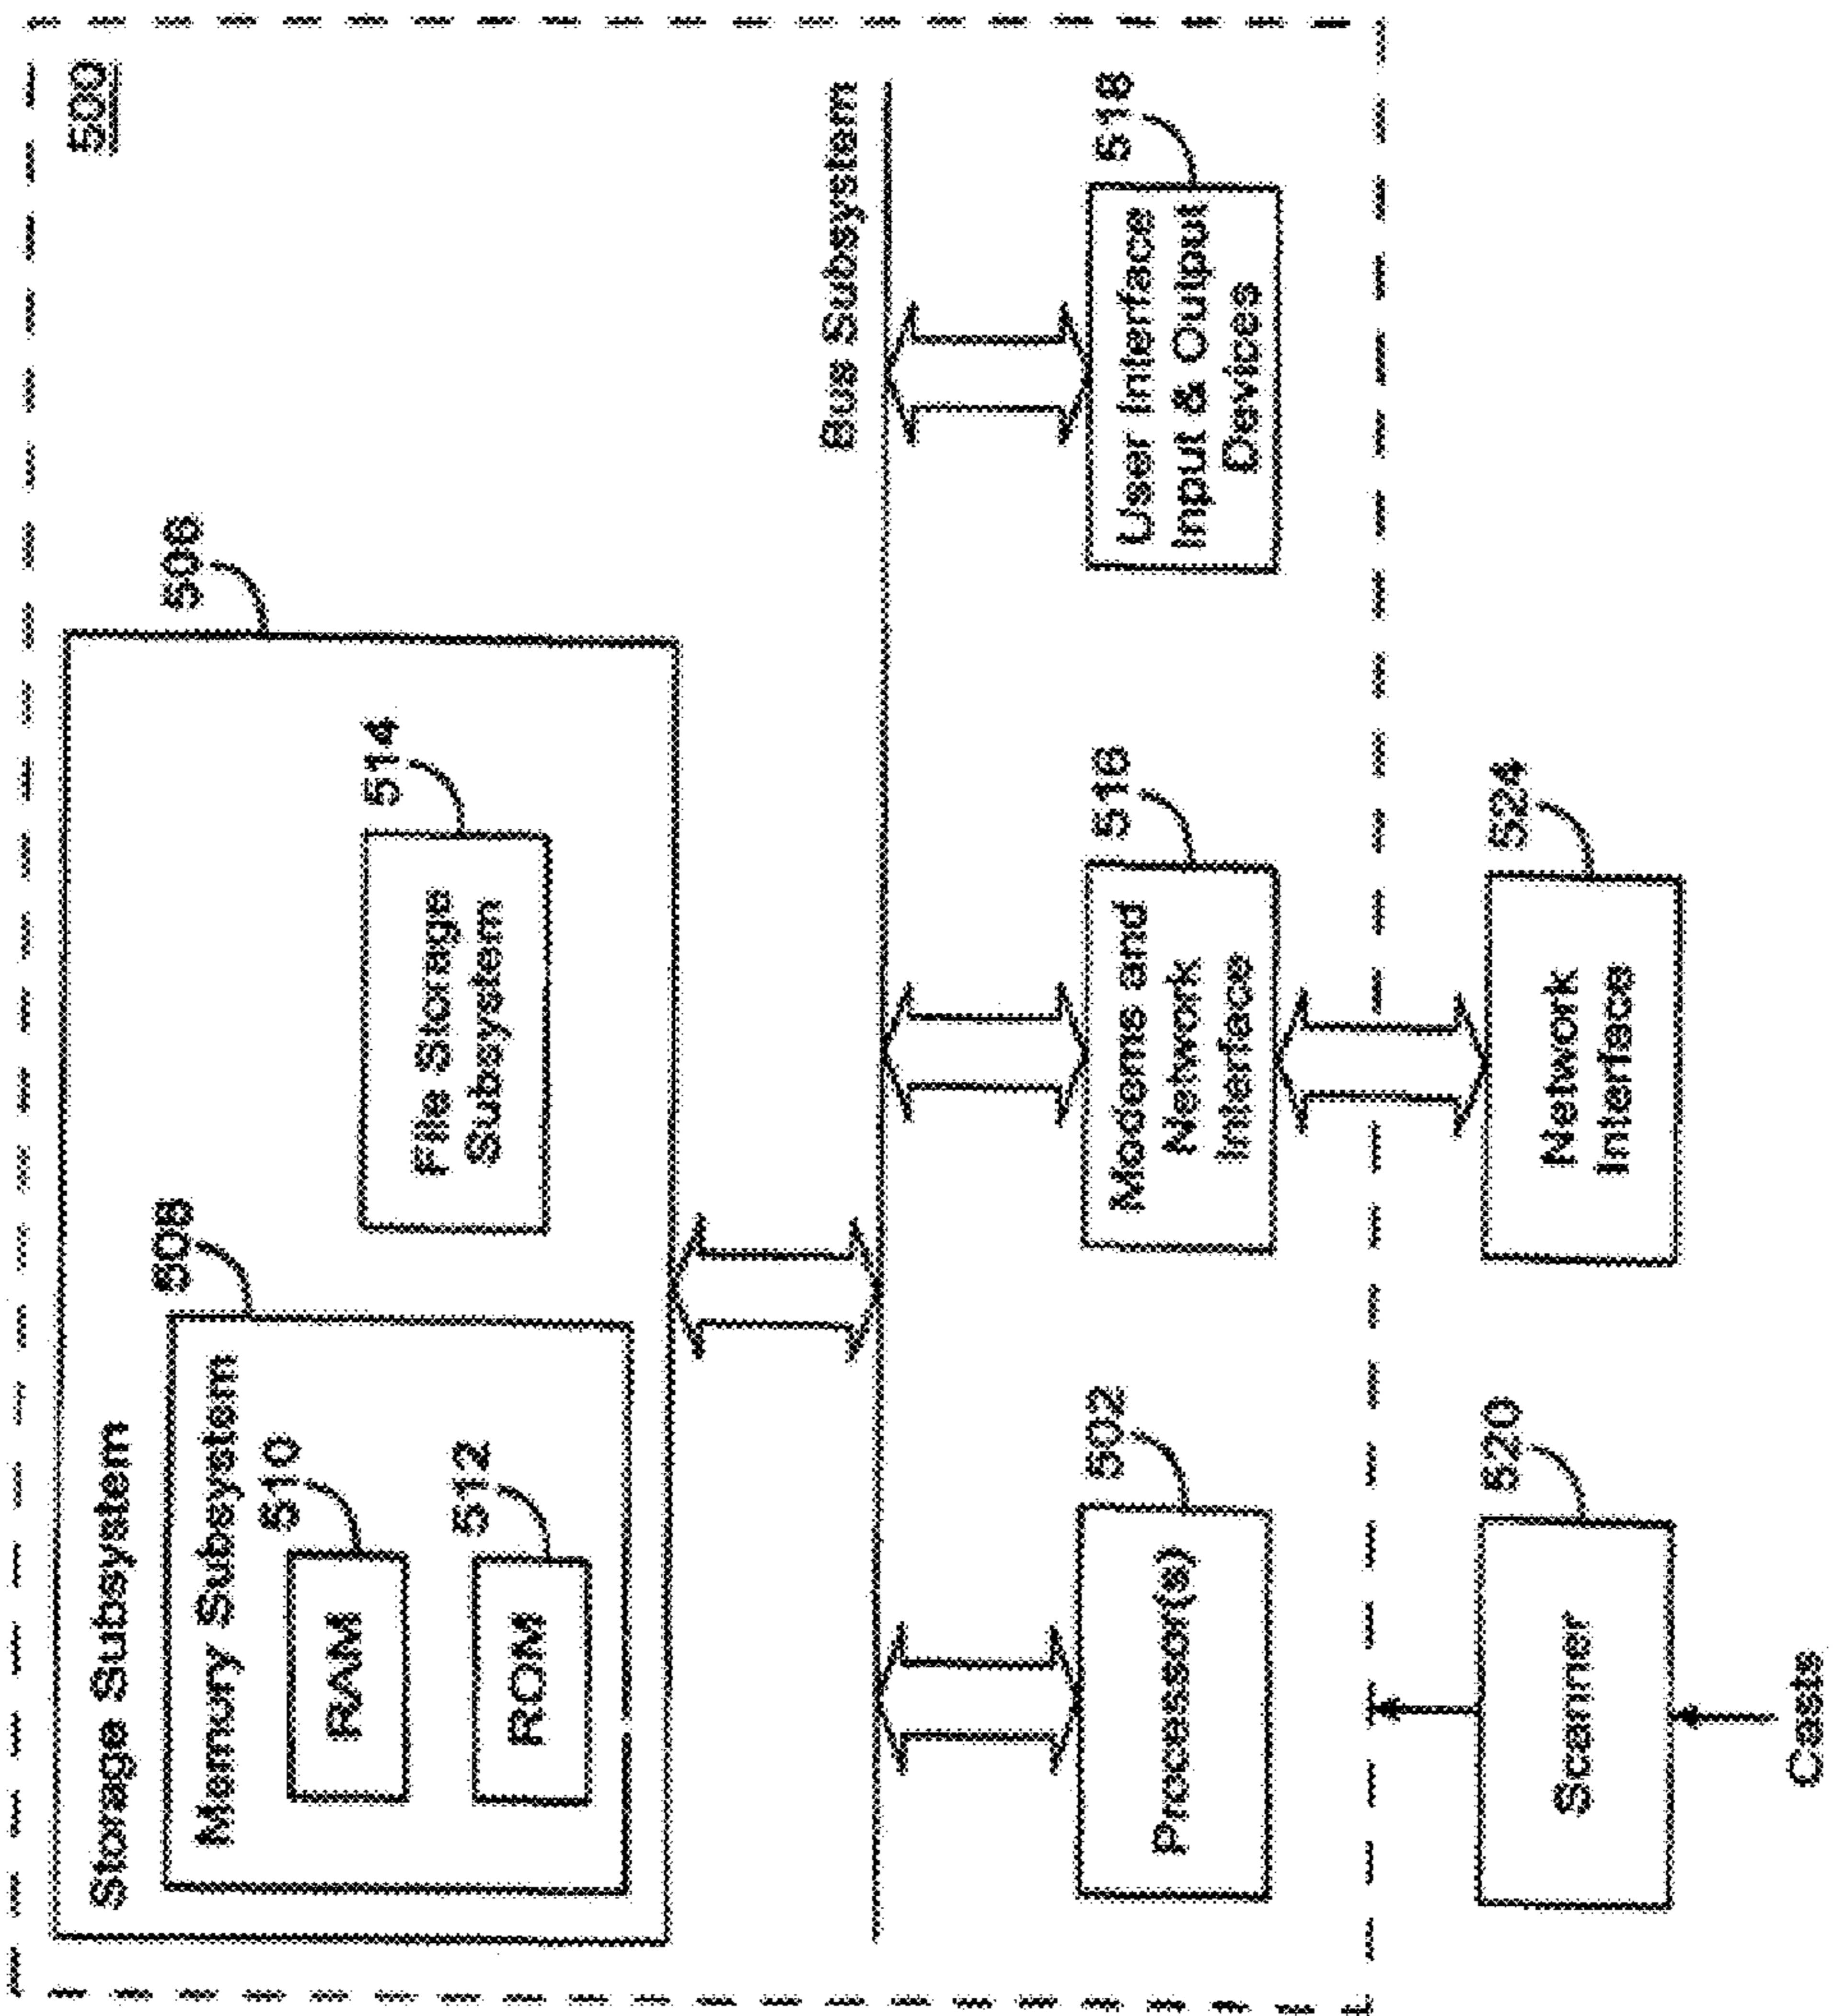 500
Storage Subsystem
506
508
Memory Subsystem
510
RAM
512
ROM
514
File Storage
Subsystem
Bus Subsystem
502
Processor(s)
516
Modems and
Network
Interface
518
User Interface
Input & Output
Devices
520
Scanner
524
Network
Interface
Casts